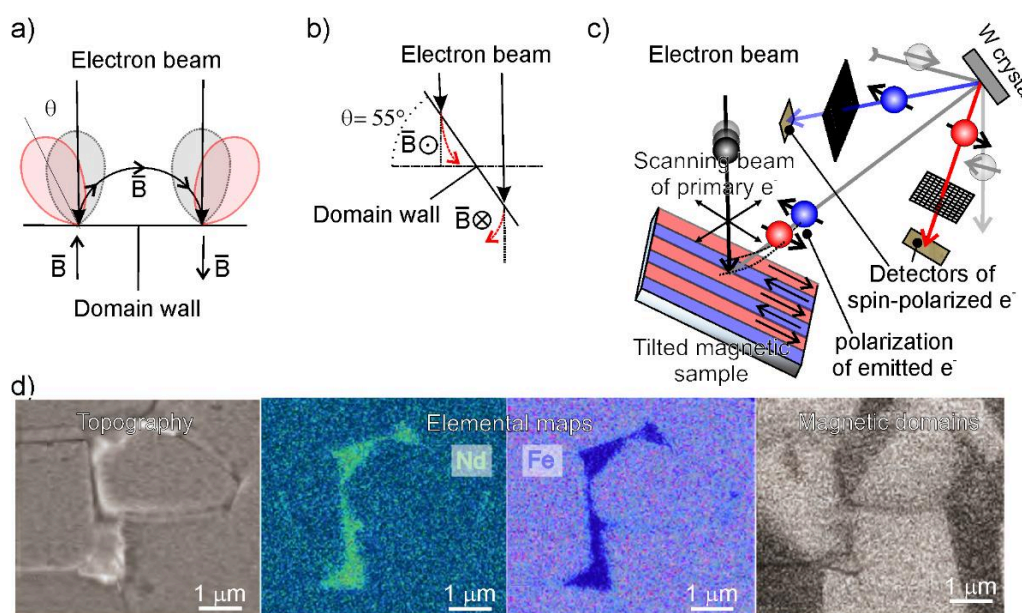 a)
Electron beam
θ
B
B
B
Domain wall
b)
Electron beam
θ= 55°
B
Domain wall
B
c)
Electron beam
W crysta
Scanning beam
of primary e-
Detectors of
spin-polarized e-
Tilted magnetic
sample
polarization
of emitted e-
d)
Topography
Elemental maps
Magnetic domains
Nd
Fe
1 μm
1 μm
1 μm
1 μm